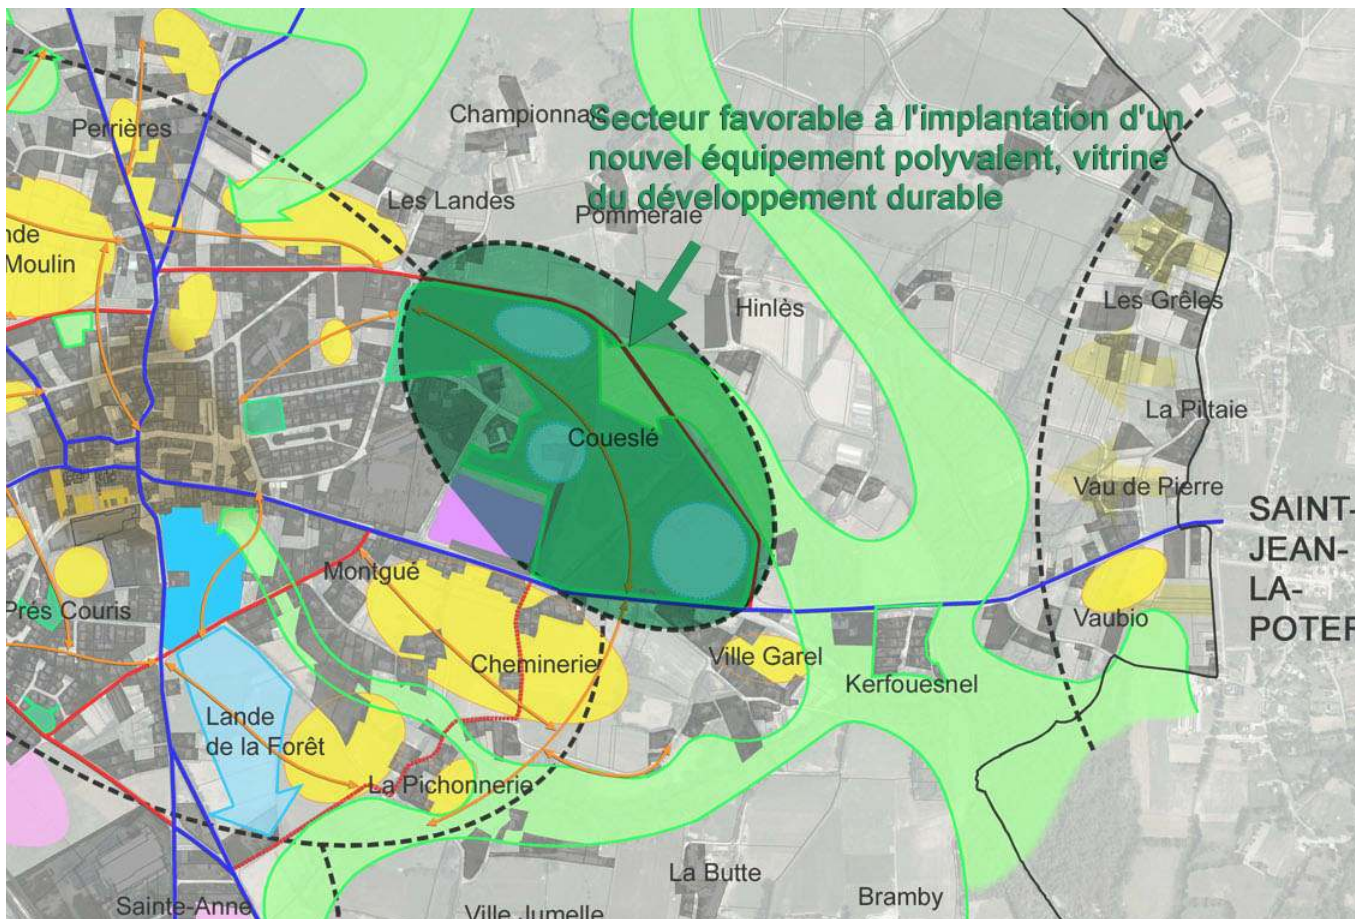 Championna
Secteur favorable à l'implantation d'un
nouvel équipement polyvalent, vitrine
du développement durable
Perrières
Les Landes
Pommeraie
nde
Moulin
Hinlès
Les Grêles
La Piltaie
Coueslé
Vau de Pierre
SAINT-
JEAN-
LA-
POTER
Montgué
Prés Couris
Vaubio
Cheminerie
Ville Garel
Kerfouesnel
Lande
de la Forêt
La Pichonnerie
La Butte
Bramby
Sainte-Anne
Ville Jumelle